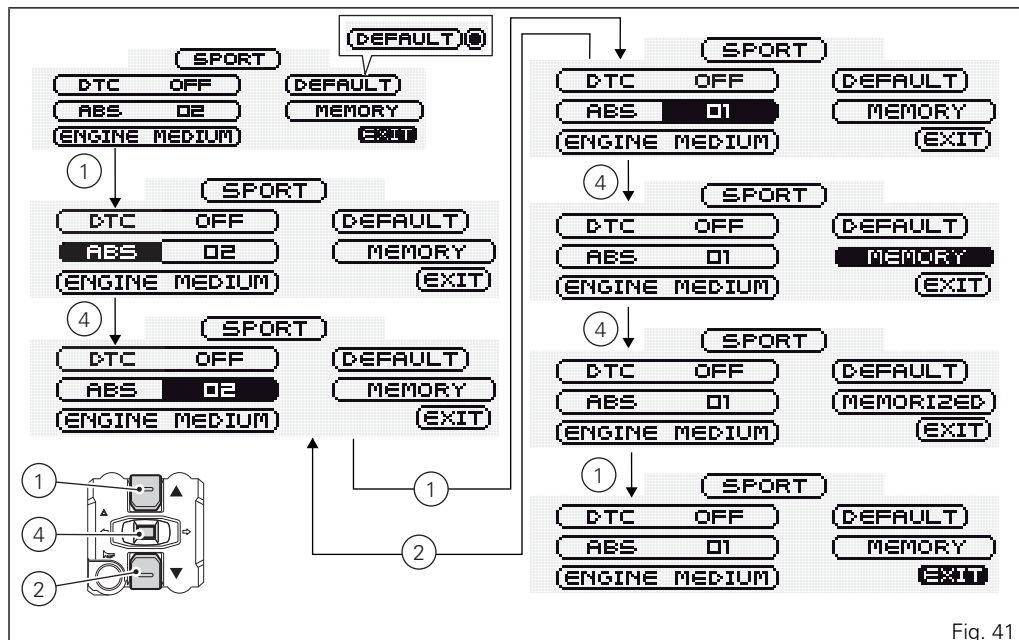 DEFAULT
SPORT
DTC OFF DEFAULT
ABS 02 MEMORY
ENGINE MEDIUM EXIT
1
SPORT
DTC OFF DEFAULT
ABS 02 MEMORY
ENGINE MEDIUM EXIT
4
SPORT
DTC OFF DEFAULT
ABS 02 MEMORY
ENGINE MEDIUM EXIT
1
4
2
1
2
SPORT
DTC OFF DEFAULT
ABS 01 MEMORY
ENGINE MEDIUM EXIT
4
SPORT
DTC OFF DEFAULT
ABS 01 MEMORY
ENGINE MEDIUM EXIT
4
SPORT
DTC OFF DEFAULT
ABS 01 MEMORIZED
ENGINE MEDIUM EXIT
1
SPORT
DTC OFF DEFAULT
ABS 01 MEMORY
ENGINE MEDIUM EXIT
Fig. 41